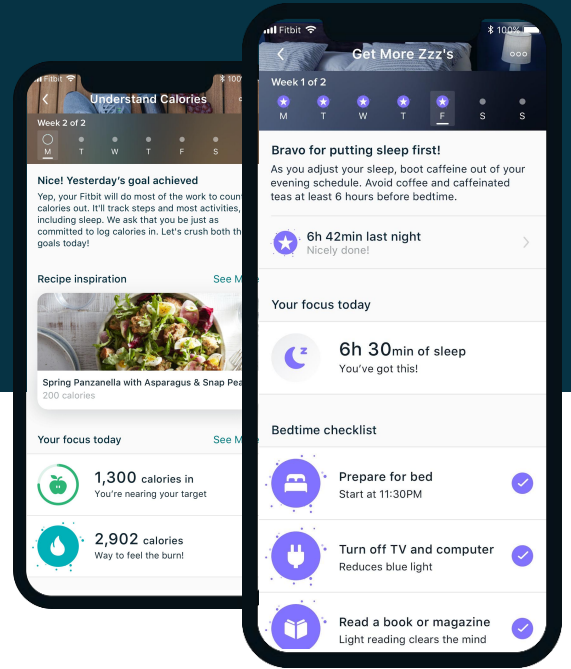 Fitbit
100
Understand Calories
Week 2 of 2
M T W T F S
Nice! Yesterday's goal achieved
Yep, your Fitbit will do most of the work to count
calories out. It'll track steps and most activities,
including sleep. We ask that you be just as
committed to log calories in. Let's crush both
goals today!
Recipe inspiration
See
Spring Panzanella with Asparagus & Snap
200 calories
Your focus today
See
1,300 calories in
You're nearing your target
2,902 calories
Way to feel the burn!
Fitbit
100%
Get More Zzz's
Week 1 of 2
M T W T F S S
Bravo for putting sleep first!
As you adjust your sleep, boot caffeine out of your
evening schedule. Avoid coffee and caffeinated
teas at least 6 hours before bedtime.
6h 42min last night
Nicely done!
Your focus today
6h 30min of sleep
You've got this!
Bedtime checklist
Prepare for bed
Start at 11:30PM
Turn off TV and computer
Reduces blue light
Read a book or magazine
Light reading clears the mind